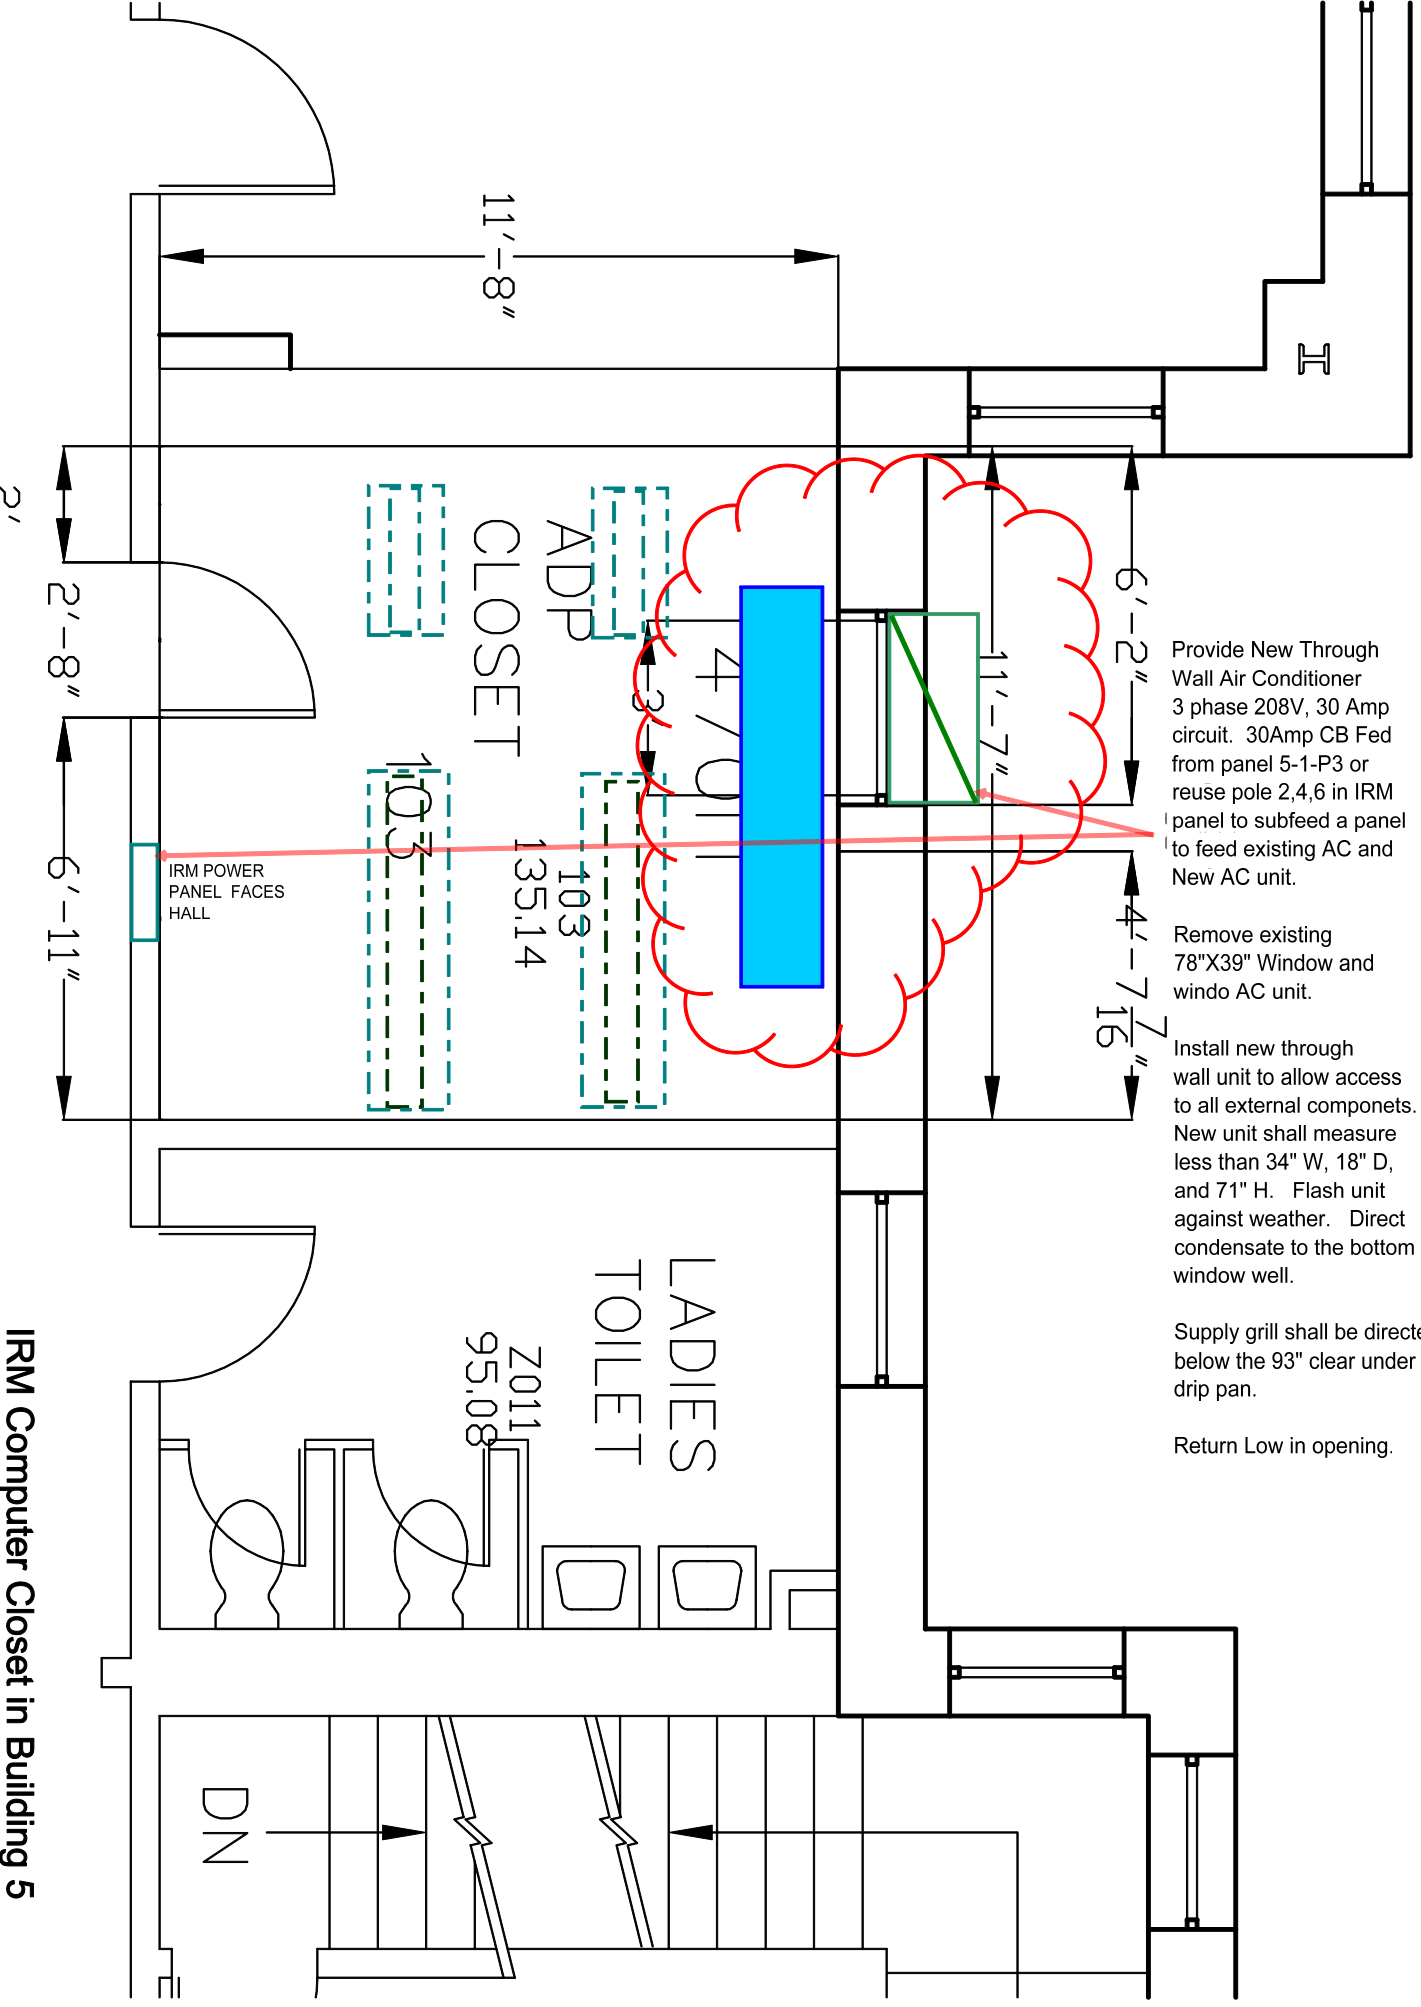 Provide New Through
Wall Air Conditioner
3 phase 208V, 30 Amp
circuit.  30Amp CB Fed
from panel 5-1-P3 or
reuse pole 2,4,6 in IRM
panel to subfeed a panel
to feed existing AC and
New AC unit.
Remove existing
78"X39" Window and
windo AC unit.
Install new through
wall unit to allow access
to all external componets.
New unit shall measure
less than 34" W, 18" D,
and 71" H.  Flash unit
against weather.  Direct
condensate to the bottom
window well.
Supply grill shall be directe
below the 93" clear under
drip pan.
Return Low in opening.
IRM POWER
PANEL FACES
HALL
11'-8"
H
6'-2"
11'-7"
4'-7 7/16"
3'
ADP
CLOSET
103
135.14
2'
2'-8"
6'-11"
LADIES
TOILET
Z011
95.08
DN
IRM Computer Closet in Building 5